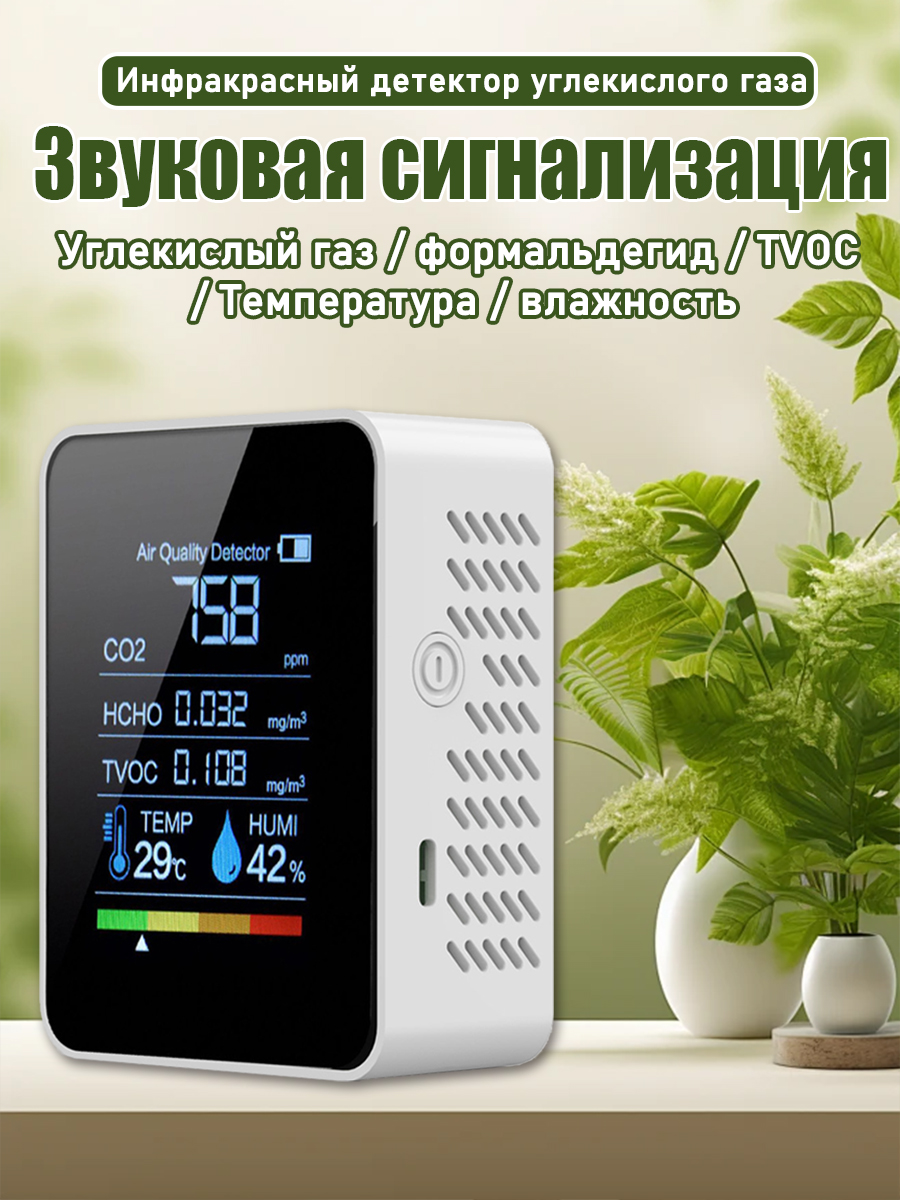 Инфракрасный детектор углекислого газа
Звуковая сигнализация
Углекислый газ / формальдегид / TVOC
/ Температура / влажность
Air Quality Detector
758
CO2 ppm
HCHO 0.032 mg/m³
TVOC 0.108 mg/m³
TEMP HUMI
29℃ 42%